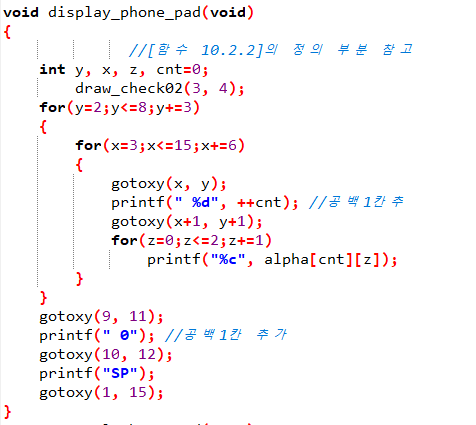 void display_phone_pad(void)
{
//[함수 10.2.2]의 정의 부분 참고
int y, x, z, cnt=0;
draw_check02(3, 4);
for(y=2;y<=8;y+=3)
{
for(x=3;x<=15;x+=6)
{
gotoxy(x, y);
printf(" %d", ++cnt); //공백1칸 추
gotoxy(x+1, y+1);
for(z=0;z<=2;z+=1)
printf("%c", alpha[cnt][z]);
}
}
gotoxy(9, 11);
printf(" 0"); //공백1칸 추가
gotoxy(10, 12);
printf("SP");
gotoxy(1, 15);
}